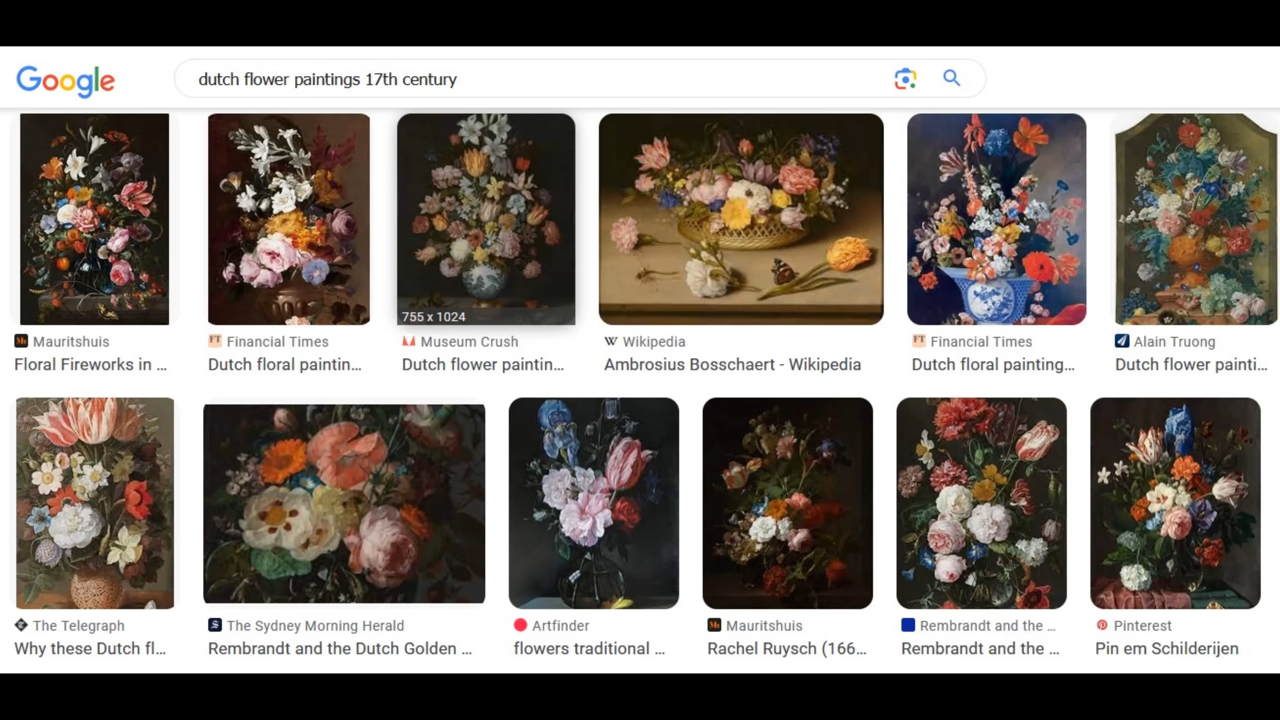 Google
dutch flower paintings 17th century
755 x 1024
Mauritshuis
Floral Fireworks in ...
FT Financial Times
Dutch floral paintin...
Museum Crush
Dutch flower paintin...
W Wikipedia
Ambrosius Bosschaert - Wikipedia
FT Financial Times
Dutch floral painting...
Alain Truong
Dutch flower painti...
The Telegraph
Why these Dutch fl...
S The Sydney Morning Herald
Rembrandt and the Dutch Golden ...
Artfinder
flowers traditional ...
Mauritshuis
Rachel Ruysch (166...
Rembrandt and the ...
Rembrandt and the ...
Pinterest
Pin em Schilderijen